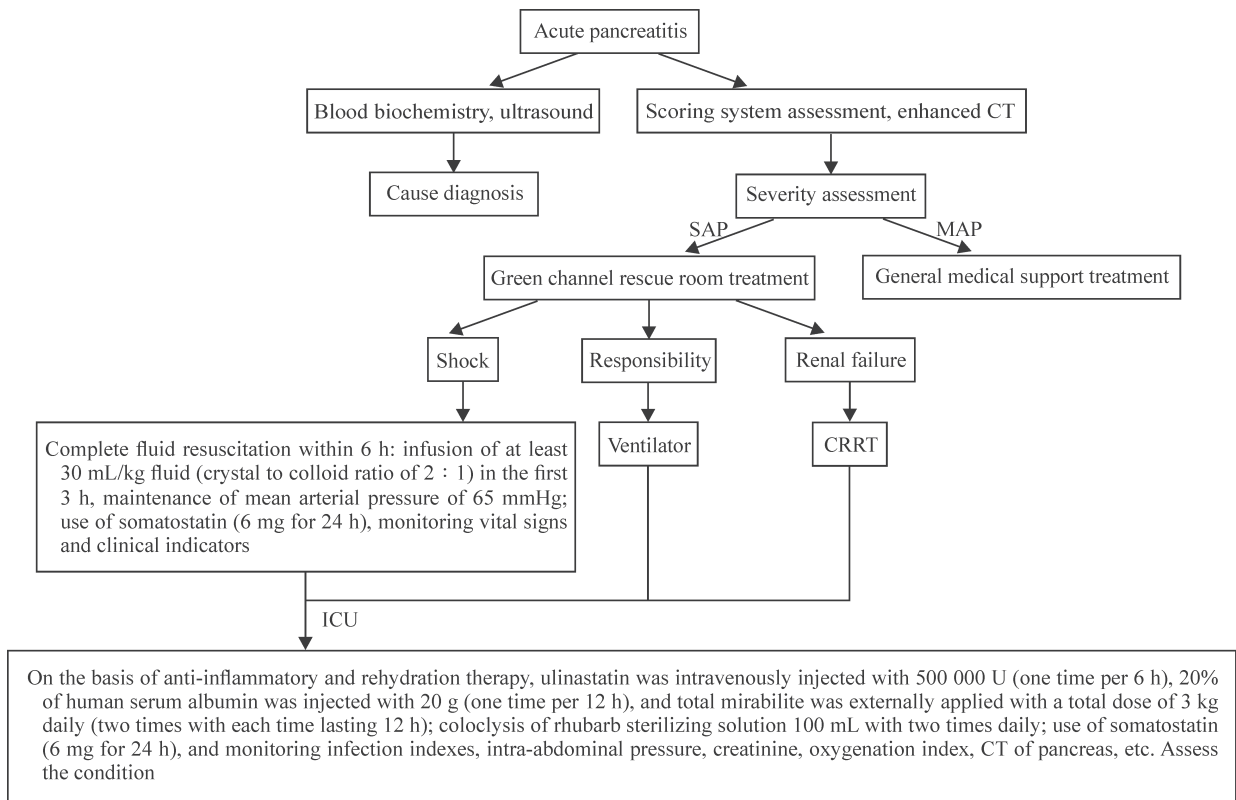 Acute pancreatitis
Blood biochemistry, ultrasound
Scoring system assessment, enhanced CT
Cause diagnosis
Severity assessment
SAP
MAP
Green channel rescue room treatment
General medical support treatment
Shock
Responsibility
Renal failure
Complete fluid resuscitation within 6 h: infusion of at least
30 mL/kg fluid (crystal to colloid ratio of 2∶1) in the first
3 h, maintenance of mean arterial pressure of 65 mmHg;
use of somatostatin (6 mg for 24 h), monitoring vital signs
and clinical indicators
Ventilator
CRRT
ICU
On the basis of anti-inflammatory and rehydration therapy, ulinastatin was intravenously injected with 500 000 U (one time per 6 h), 20%
of human serum albumin was injected with 20 g (one time per 12 h), and total mirabilite was externally applied with a total dose of 3 kg
daily (two times with each time lasting 12 h); coloclysis of rhubarb sterilizing solution 100 mL with two times daily; use of somatostatin
(6 mg for 24 h), and monitoring infection indexes, intra-abdominal pressure, creatinine, oxygenation index, CT of pancreas, etc. Assess
the condition